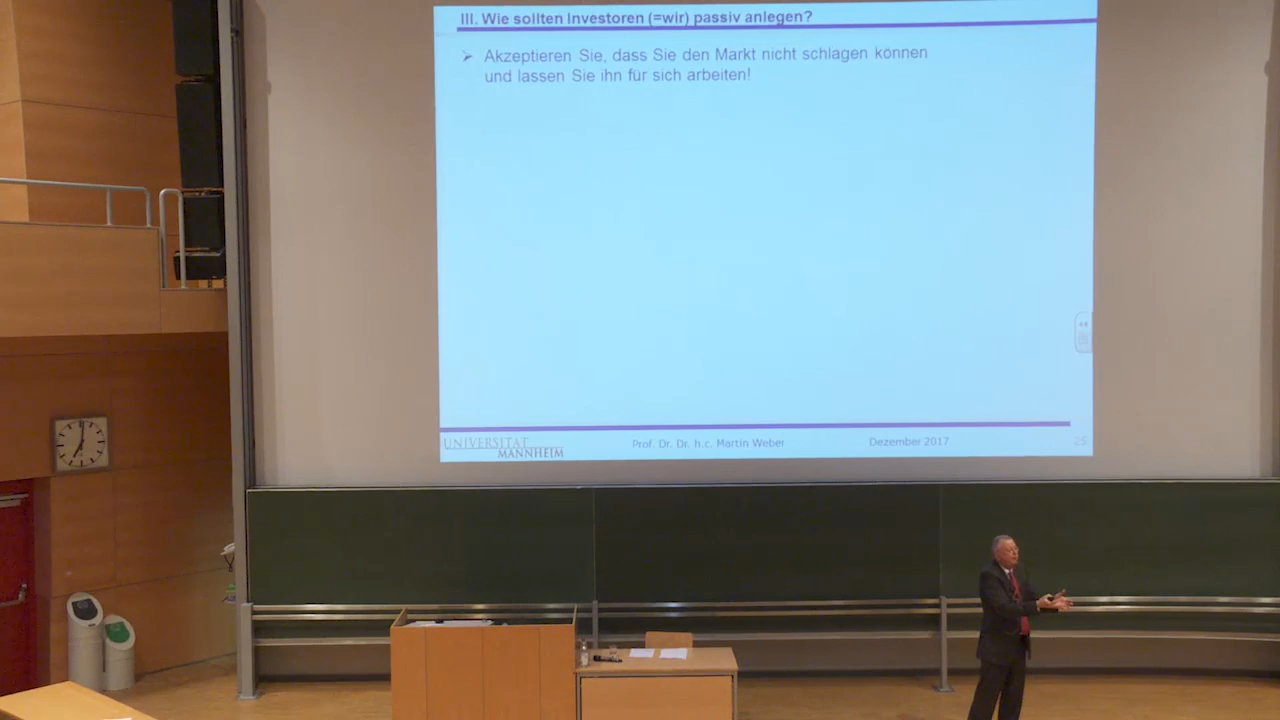 III. Wie sollten Investoren (=wir) passiv anlegen?
➢ Akzeptieren Sie, dass Sie den Markt nicht schlagen können
und lassen Sie ihn für sich arbeiten!
UNIVERSITÄT
MANNHEIM
Prof. Dr. Dr. h.c. Martin Weber
Dezember 2017
25